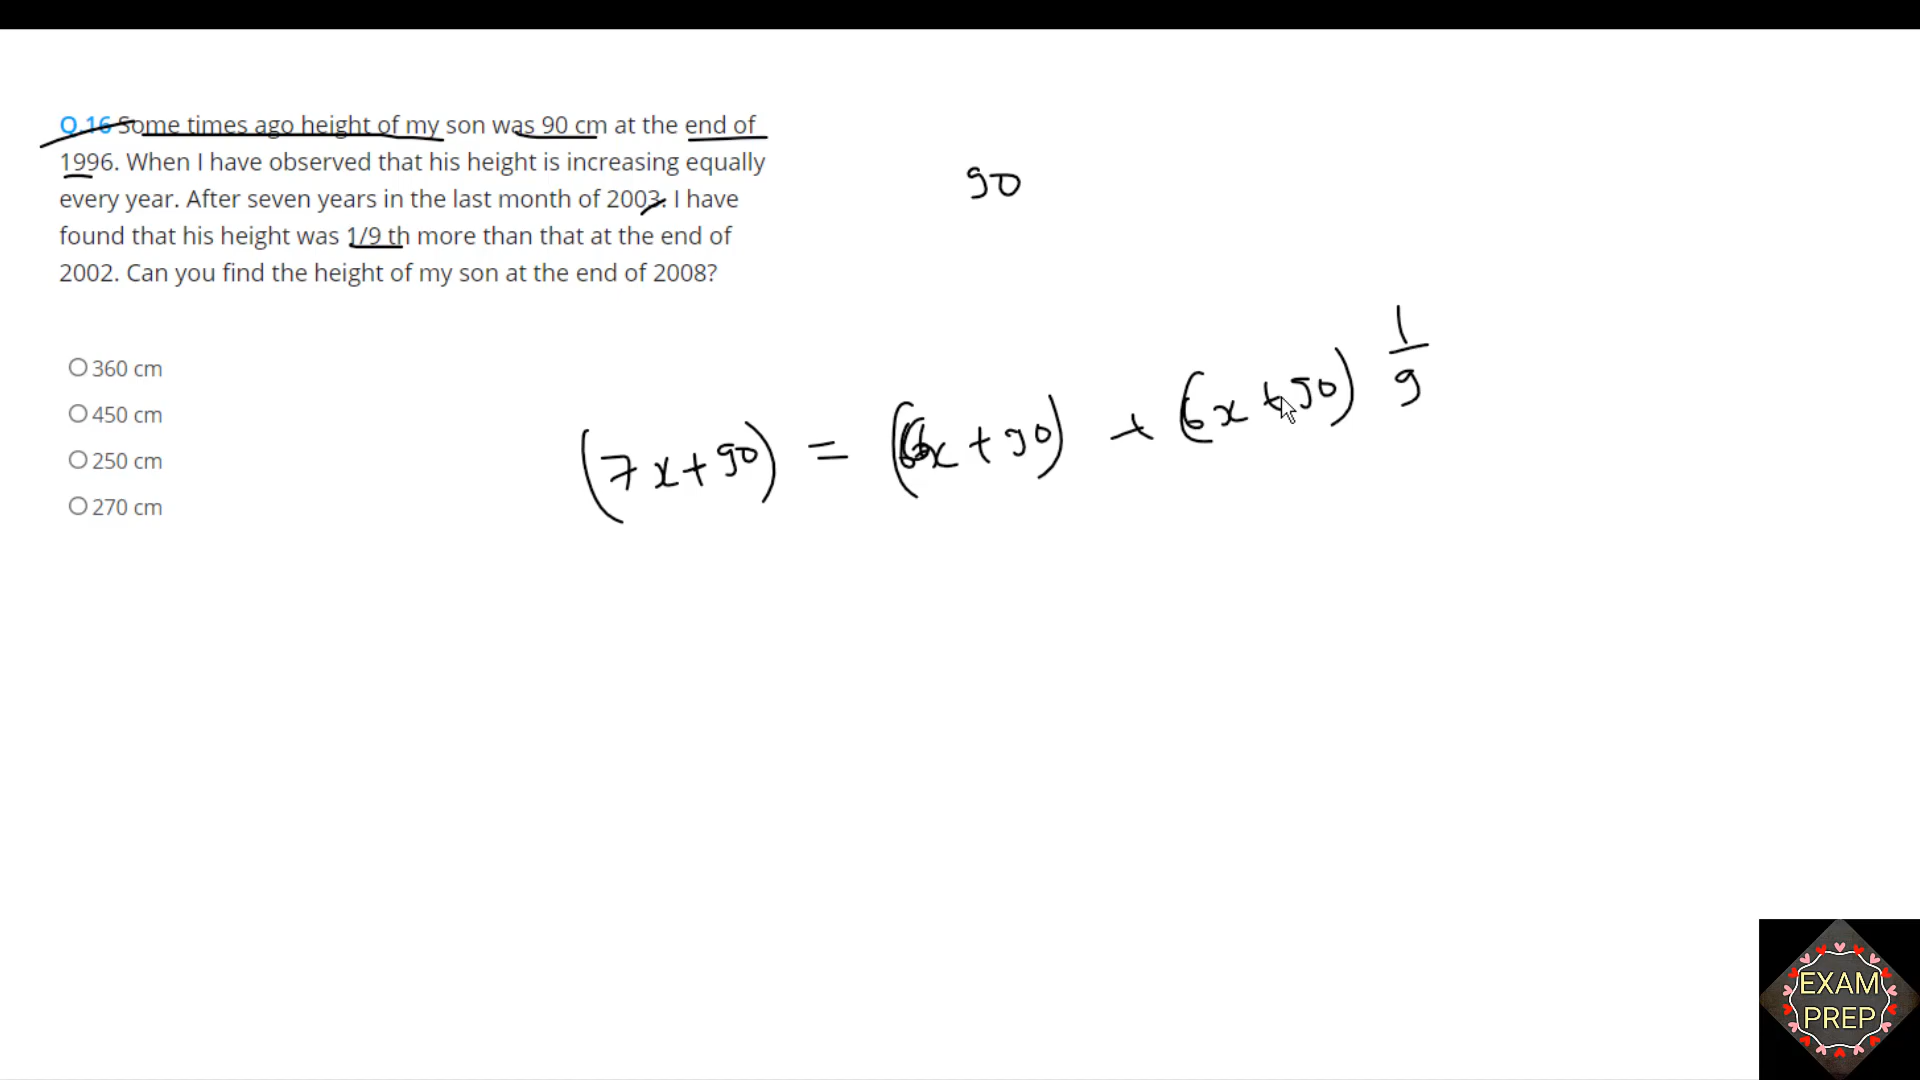 Q.16 Some times ago height of my son was 90 cm at the end of
1996. When I have observed that his height is increasing equally
every year. After seven years in the last month of 2003. I have
found that his height was 1/9 th more than that at the end of
2002. Can you find the height of my son at the end of 2008?
360 cm
450 cm
250 cm
270 cm
90
(7x+90) = (6x+90) + (6x+90) 1/9
EXAM
PREP